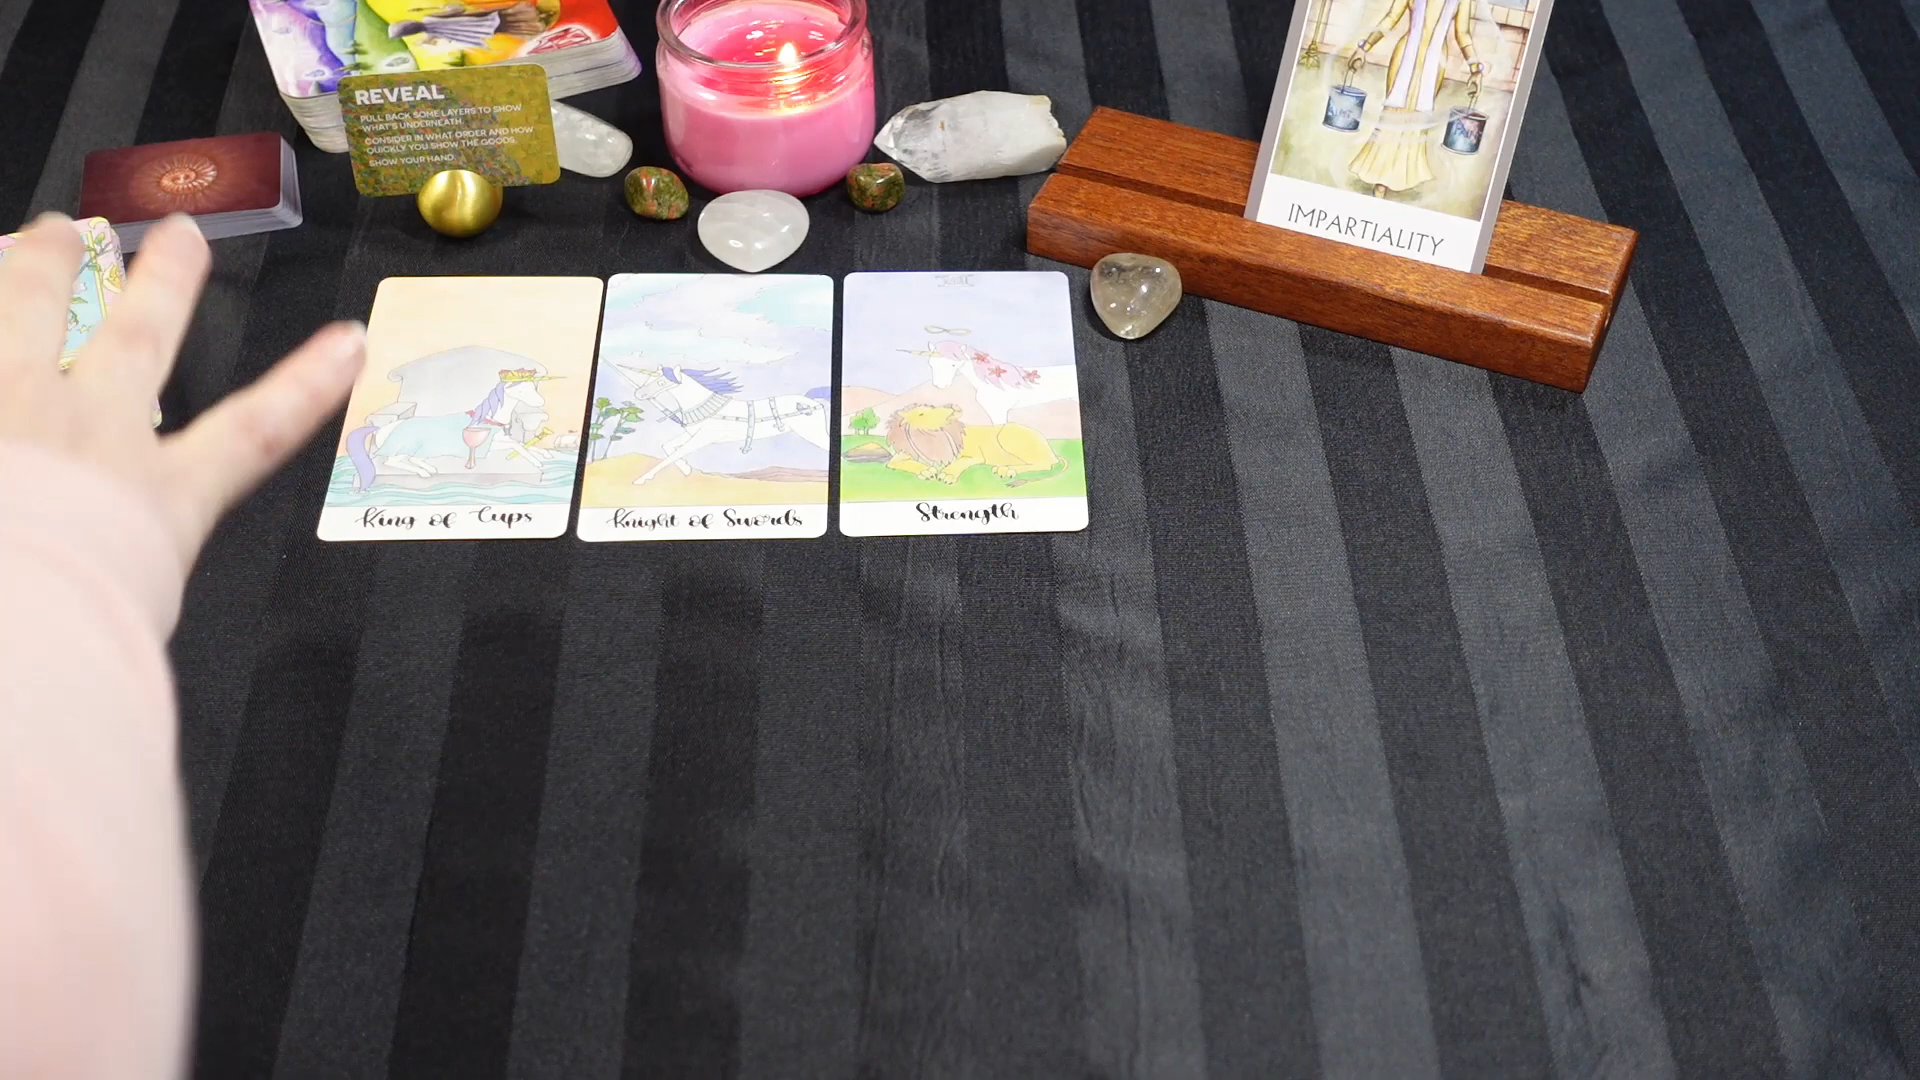 REVEAL
PULL BACK SOME LAYERS TO SHOW
WHAT'S UNDERNEATH.
CONSIDER IN WHAT ORDER AND HOW
QUICKLY YOU SHOW THE GOODS.
SHOW YOUR HAND.
IMPARTIALITY
King of Cups
Knight of Swords
Strength